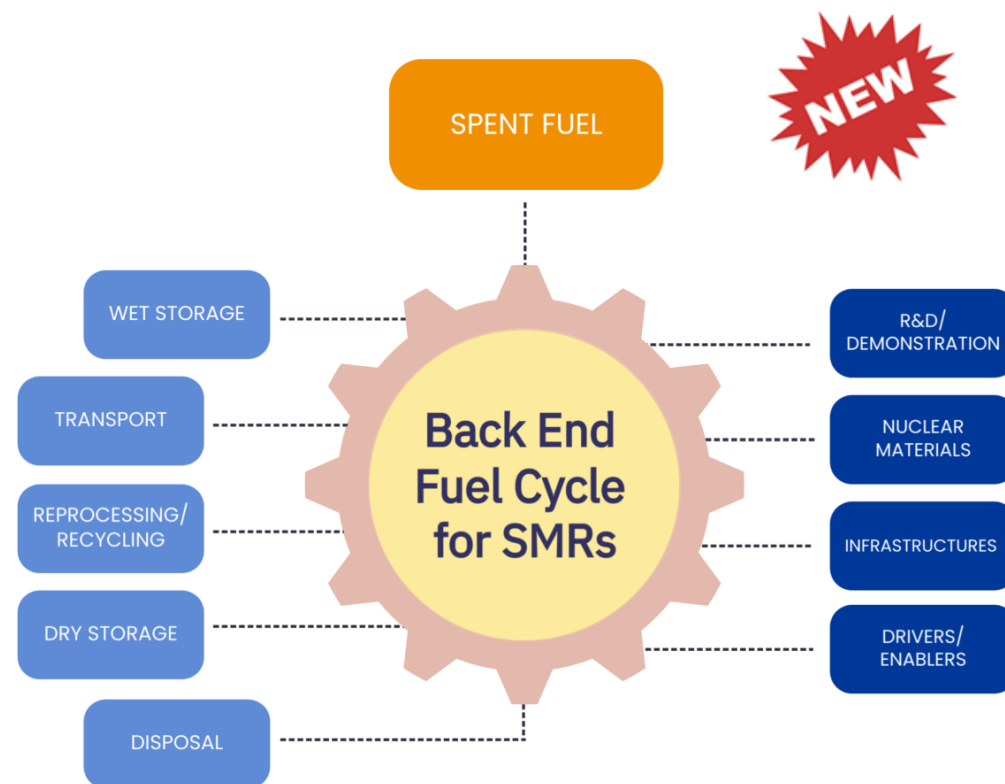 NEW
SPENT FUEL
WET STORAGE
TRANSPORT
REPROCESSING/
RECYCLING
DRY STORAGE
DISPOSAL
Back End
Fuel Cycle
for SMRs
R&D/
DEMONSTRATION
NUCLEAR
MATERIALS
INFRASTRUCTURES
DRIVERS/
ENABLERS